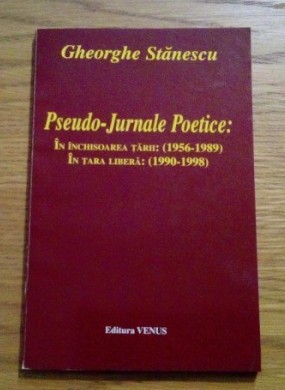 Gheorghe Stănescu
Pseudo-Jurnale Poetice:
ÎN ÎNCHISOAREA ȚĂRII: (1956-1989)
ÎN ȚARA LIBERĂ: (1990-1998)
Editura VENUS